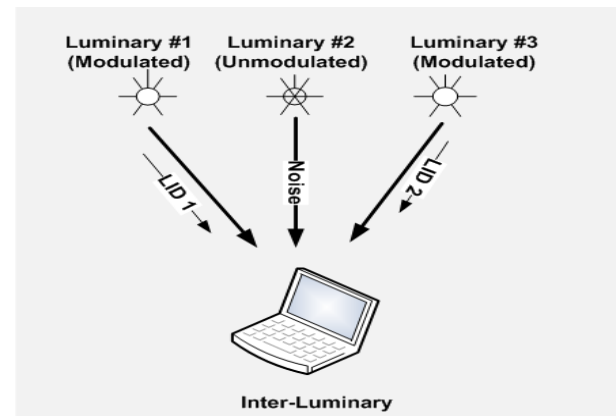 Luminary #1
(Modulated)
Luminary #2
(Unmodulated)
Luminary #3
(Modulated)
LID 1
Noise
LID 2
Inter-Luminary